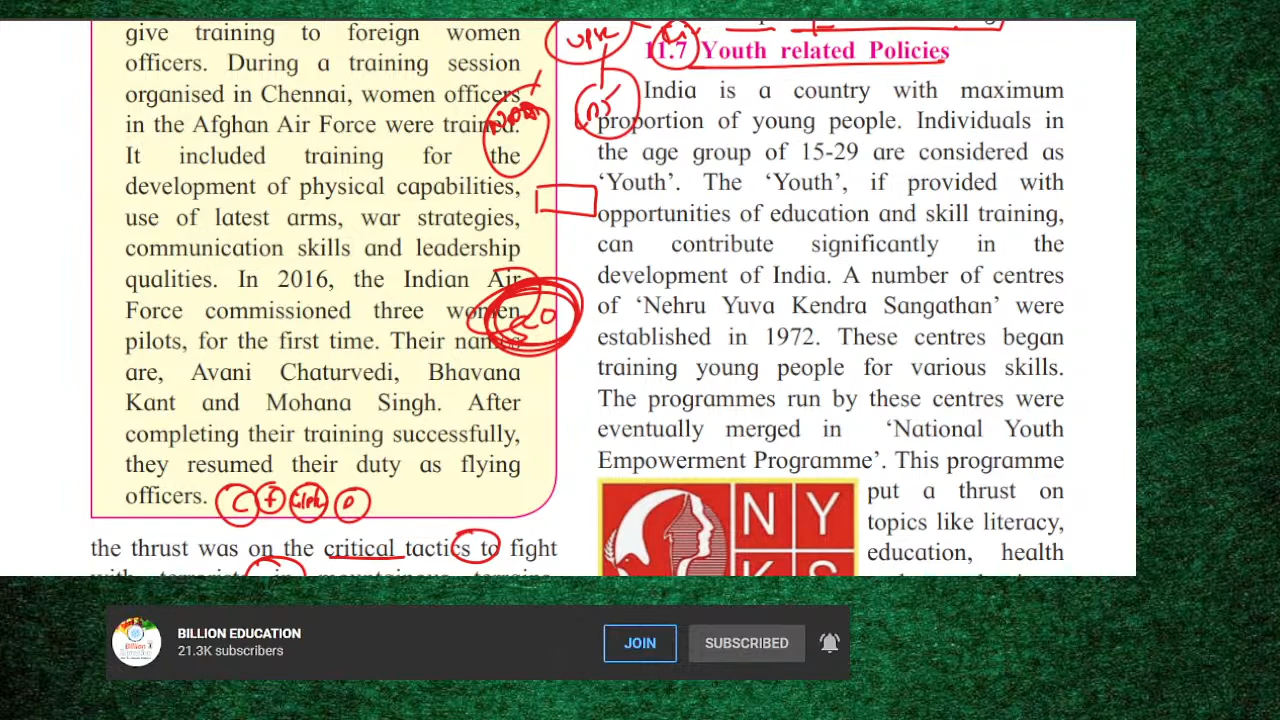 give training to foreign women
officers. During a training session
organised in Chennai, women officers
in the Afghan Air Force were trained.
It included training for the
development of physical capabilities,
use of latest arms, war strategies,
communication skills and leadership
qualities. In 2016, the Indian Air
Force commissioned three women
pilots, for the first time. Their names
are, Avani Chaturvedi, Bhavana
Kant and Mohana Singh. After
completing their training successfully,
they resumed their duty as flying
officers.
the thrust was on the critical tactics to fight
11.7 Youth related Policies
India is a country with maximum
proportion of young people. Individuals in
the age group of 15-29 are considered as
‘Youth’. The ‘Youth’, if provided with
opportunities of education and skill training,
can contribute significantly in the
development of India. A number of centres
of ‘Nehru Yuva Kendra Sangathan’ were
established in 1972. These centres began
training young people for various skills.
The programmes run by these centres were
eventually merged in ‘National Youth
Empowerment Programme’. This programme
put a thrust on
topics like literacy,
education, health
N Y
K S
BILLION EDUCATION
21.3K subscribers
JOIN
SUBSCRIBED